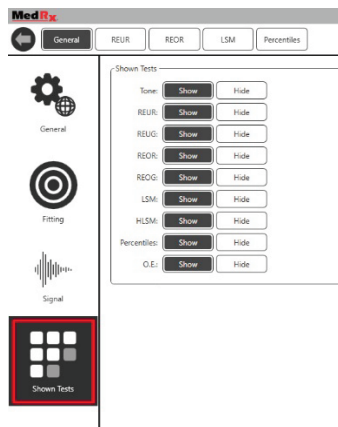 MedRx
General REUR REOR LSM Percentiles
Shown Tests
Tone: Show Hide
REUR: Show Hide
REUG: Show Hide
REOR: Show Hide
REOG: Show Hide
LSM: Show Hide
HLSM: Show Hide
Percentiles: Show Hide
O.E.: Show Hide
General
Fitting
Signal
Shown Tests